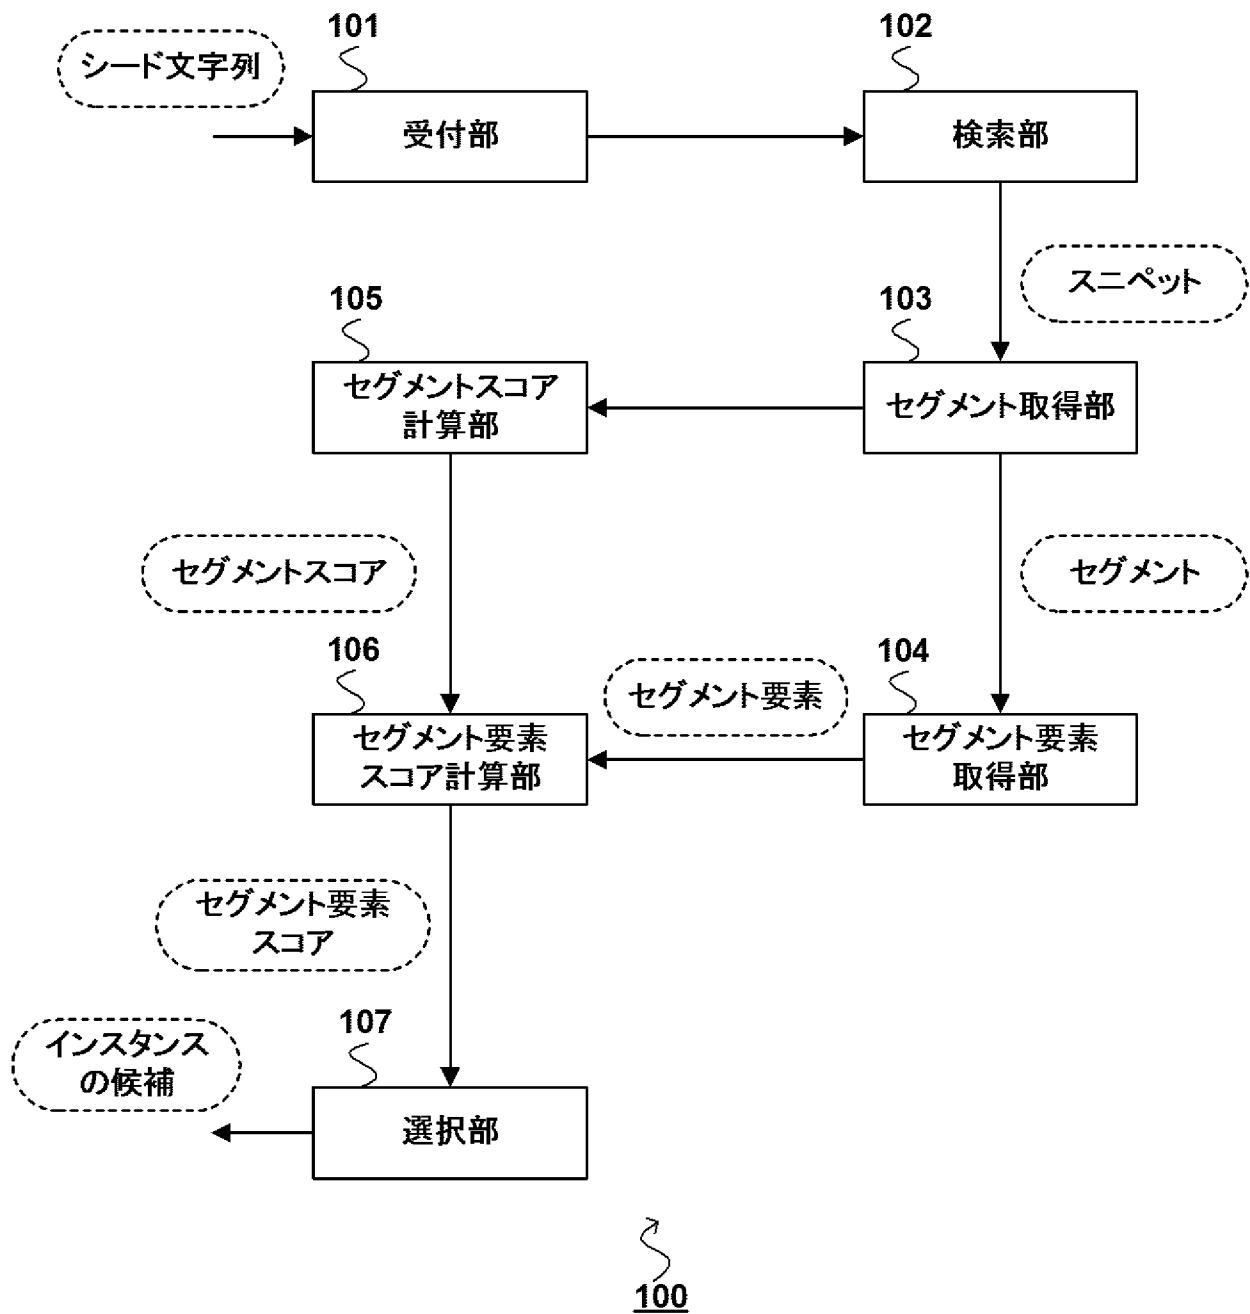 101
102
シード文字列
受付部
検索部
スニペット
105
103
セグメントスコア
計算部
セグメント取得部
セグメントスコア
セグメント
106
104
セグメント要素
セグメント要素
スコア計算部
セグメント要素
取得部
セグメント要素
スコア
107
インスタンス
の候補
選択部
100